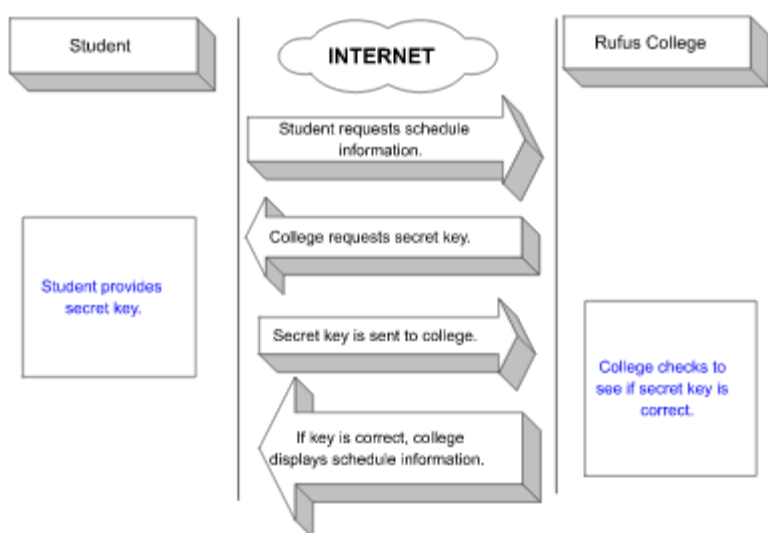 Student
INTERNET
Rufus College
Student requests schedule
information.
College requests secret key.
Student provides
secret key.
Secret key is sent to college.
College checks to
see if secret key is
correct.
If key is correct, college
displays schedule information.